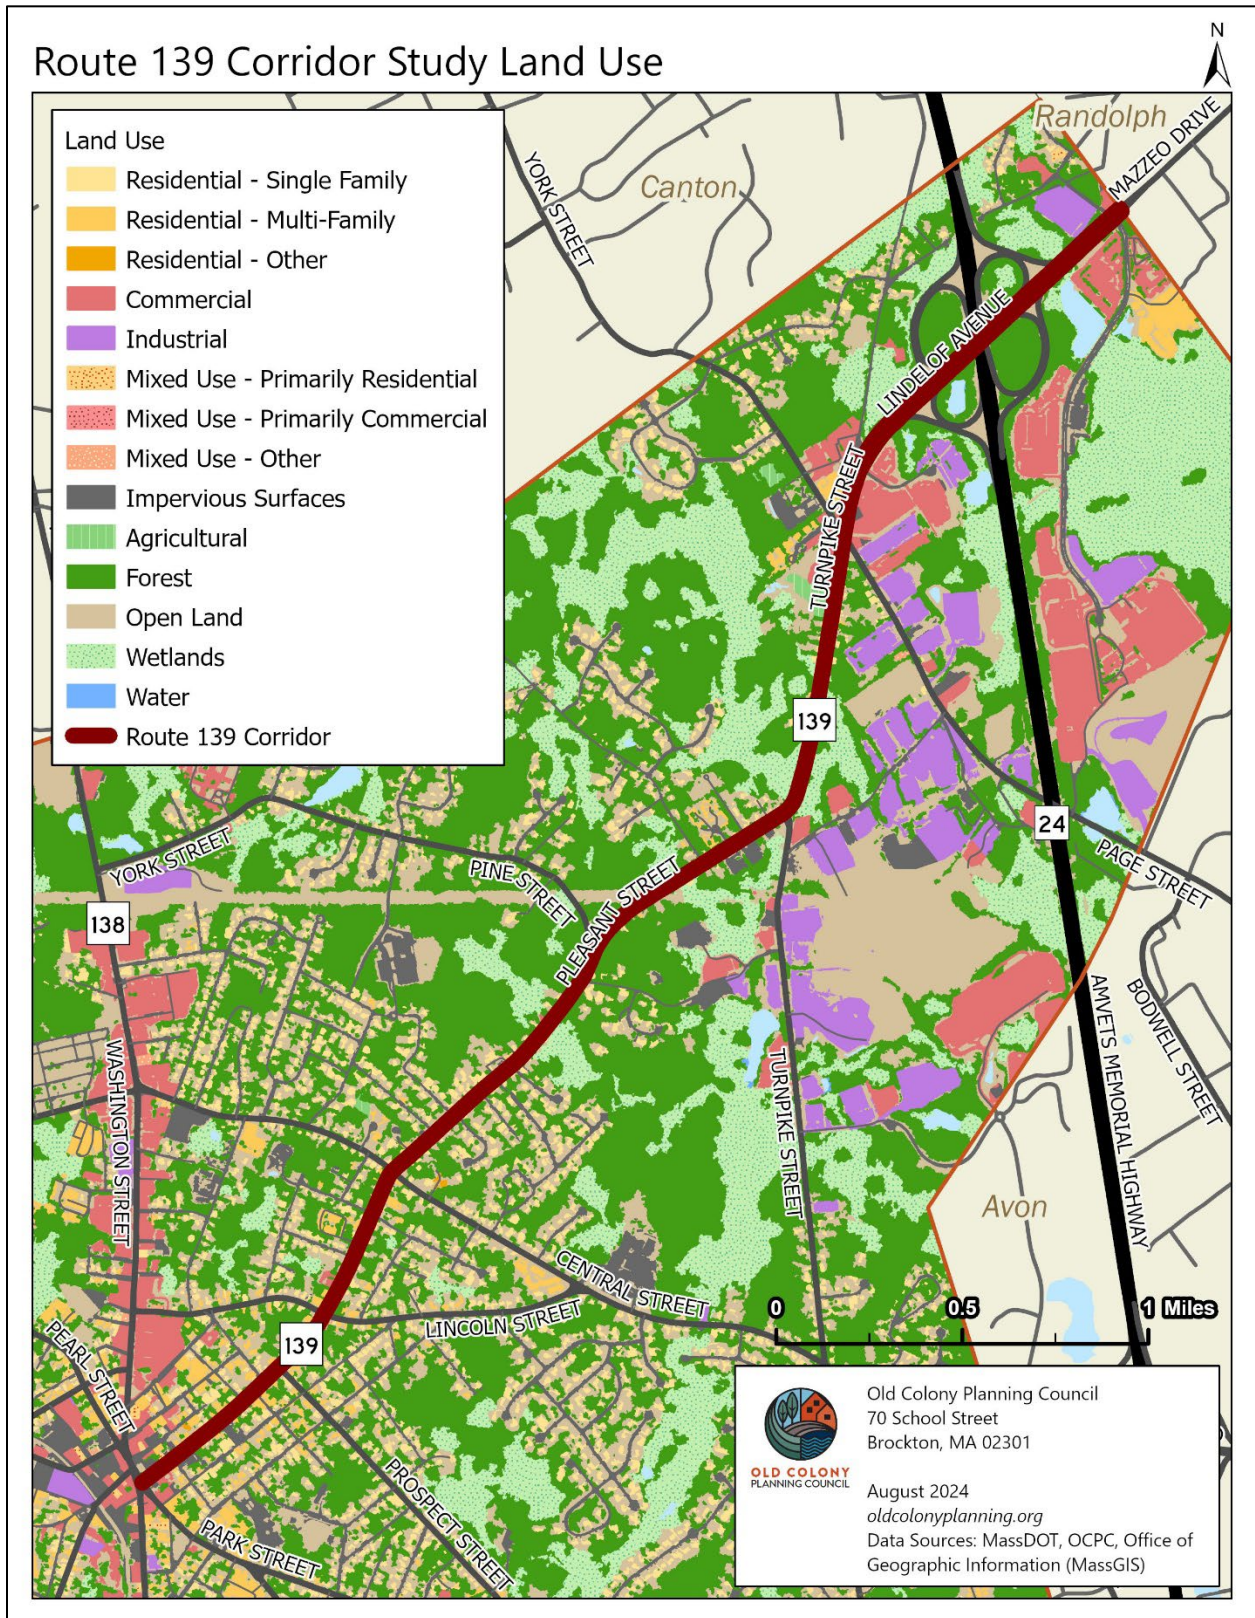 Route 139 Corridor Study Land Use
N
Land Use
Residential - Single Family
Residential - Multi-Family
Residential - Other
Commercial
Industrial
Mixed Use - Primarily Residential
Mixed Use - Primarily Commercial
Mixed Use - Other
Impervious Surfaces
Agricultural
Forest
Open Land
Wetlands
Water
Route 139 Corridor
Randolph
MAZZEO DRIVE
YORK STREET
Canton
LINDELOF AVENUE
TURNPIKE STREET
139
24
PAGE STREET
YORK STREET
PINE STREET
PLEASANT STREET
138
AMVETS MEMORIAL HIGHWAY
BODWELL STREET
WASHINGTON STREET
TURNPIKE STREET
Avon
CENTRAL STREET
LINCOLN STREET
0 0.5 1 Miles
PEARL STREET
139
PROSPECT STREET
PARK STREET
OLD COLONY
PLANNING COUNCIL
Old Colony Planning Council
70 School Street
Brockton, MA 02301
August 2024
oldcolonyplanning.org
Data Sources: MassDOT, OCPC, Office of
Geographic Information (MassGIS)